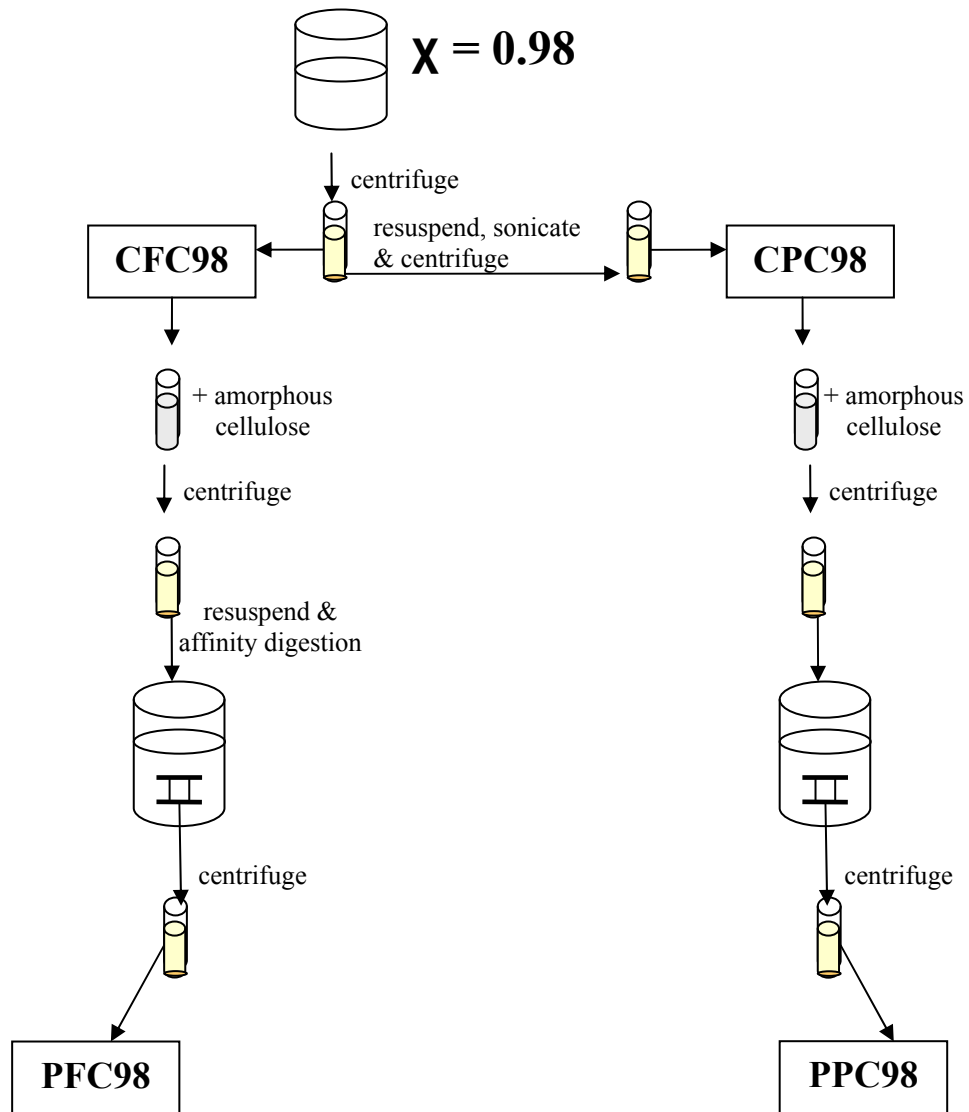 X = 0.98
centrifuge
resuspend, sonicate
& centrifuge
CFC98
CPC98
+ amorphous
cellulose
+ amorphous
cellulose
centrifuge
centrifuge
resuspend &
affinity digestion
centrifuge
centrifuge
PFC98
PPC98